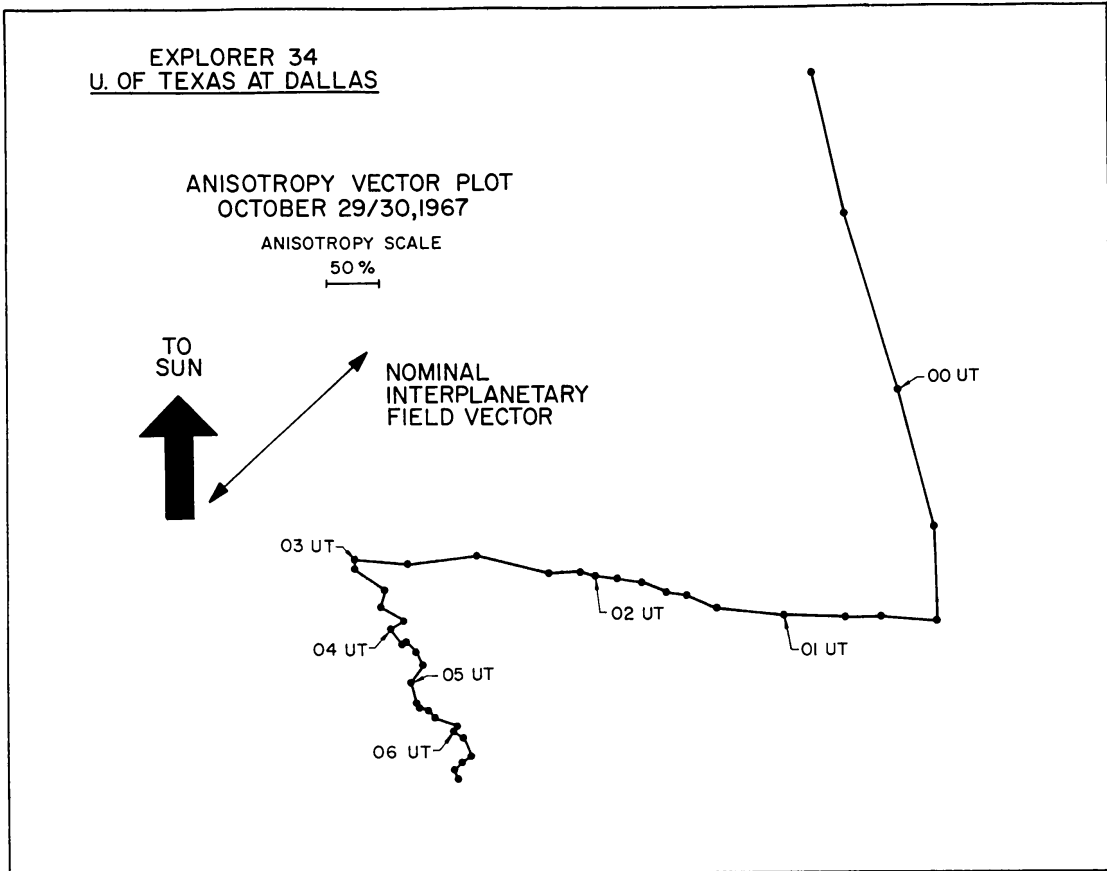 EXPLORER 34
U. OF TEXAS AT DALLAS
ANISOTROPY VECTOR PLOT
OCTOBER 29/30,1967
ANISOTROPY SCALE
50 %
TO
SUN
NOMINAL
INTERPLANETARY
FIELD VECTOR
00 UT
03 UT
02 UT
01 UT
04 UT
05 UT
06 UT